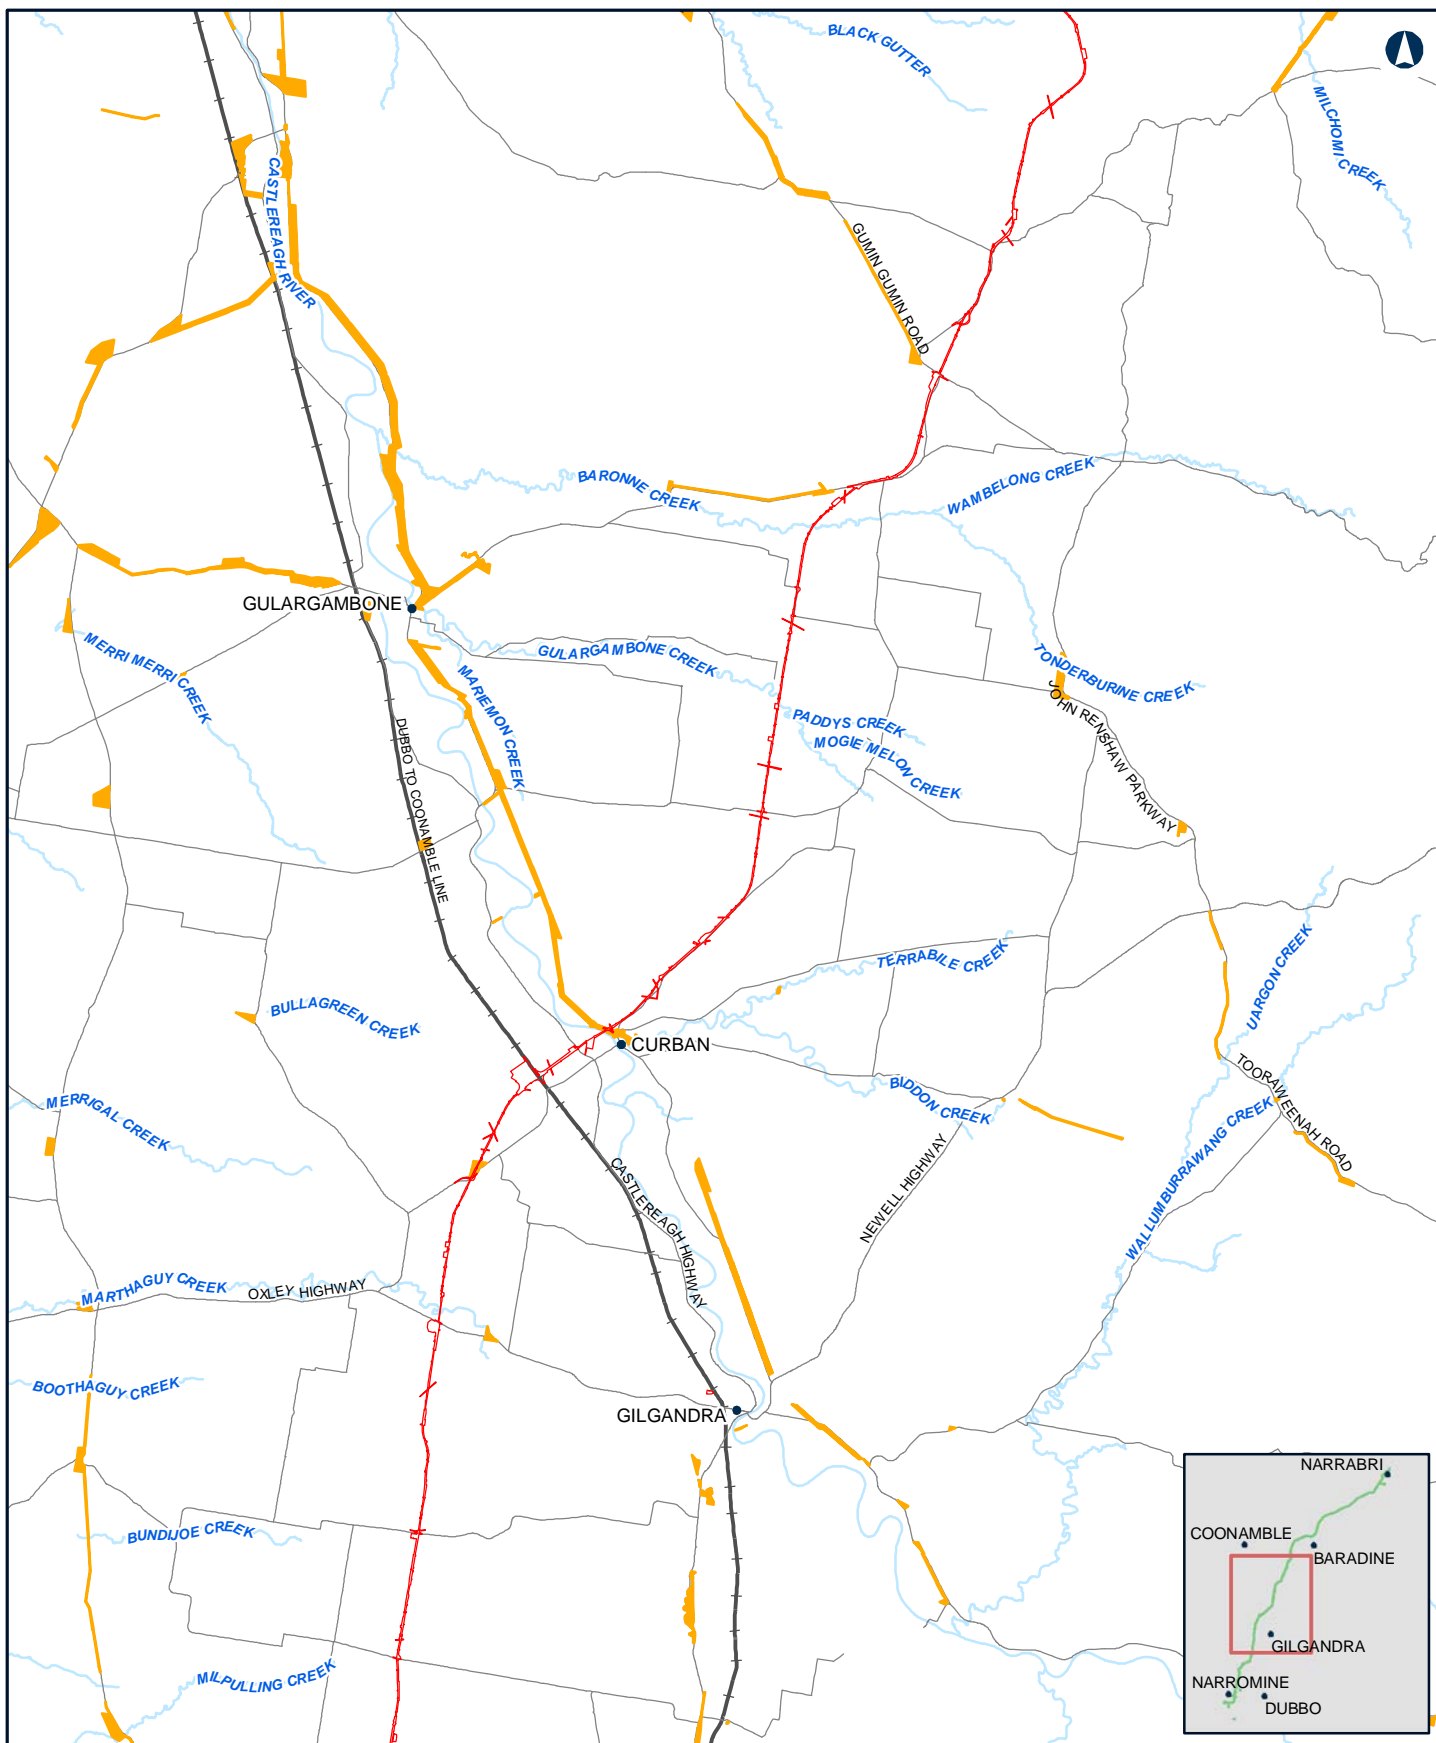 BLACK GUTTER
MILCHOMI CREEK
CASTLEREAGH RIVER
GUMIN GUMIN ROAD
BARONNE CREEK
WAMBELONG CREEK
GULARGAMBONE
MERRI MERRI CREEK
GULARGAMBONE CREEK
MARIEMON CREEK
TONDERBURINE CREEK
JOHN RENSHAW PARKWAY
PADDYS CREEK
MOGIE MELON CREEK
DUBBO TO COONAMBLE LINE
TERRABILE CREEK
UARGON CREEK
BULLAGREEN CREEK
CURBAN
BIDDON CREEK
TOORAWEENAH ROAD
MERRIGAL CREEK
WALLUMBURRAWANG CREEK
NEWELL HIGHWAY
CASTLEREAGH HIGHWAY
MARTHAGUY CREEK
OXLEY HIGHWAY
BOOTHAGUY CREEK
GILGANDRA
BUNDIJOE CREEK
MILPULLING CREEK
NARRABRI
COONAMBLE
BARADINE
GILGANDRA
NARROMINE
DUBBO